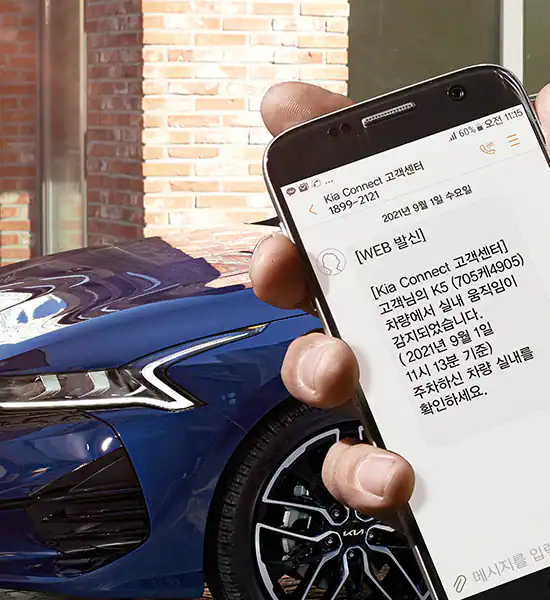 60% 오전 11:15
Kia Connect 고객센터
1899-2121
2021년 9월 1일 수요일
[WEB 발신]
[Kia Connect 고객센터]
고객님의 K5 (705케4905)
차량에서 실내 움직임이
감지되었습니다.
( 2021년 9월 1일
11시 13분 기준)
주차하신 차량 실내를
확인하세요.
메시지를 입력
KIA